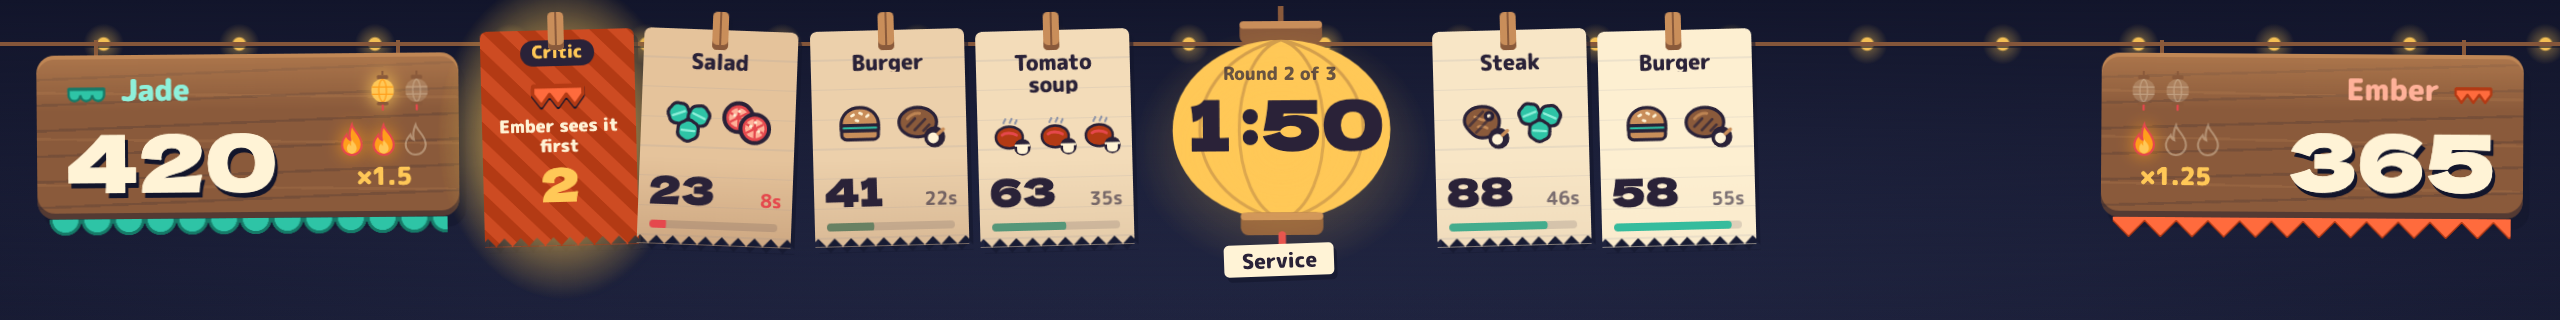 Jade
420
×1.5
Critic
Ember sees it
first
2
Salad
23
8s
Burger
41
22s
Tomato
soup
63
35s
Round 2 of 3
1:50
Service
Steak
88
46s
Burger
58
55s
Ember
×1.25
365